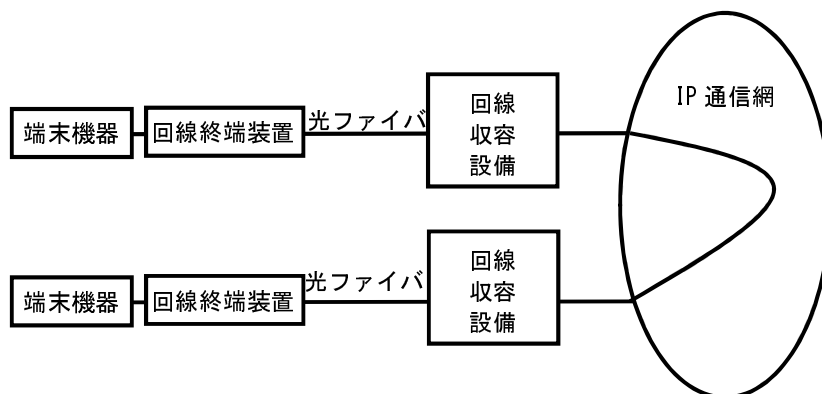 端末機器
回線終端装置
光ファイバ
回線
収容
設備
IP 通信網
端末機器
回線終端装置
光ファイバ
回線
収容
設備